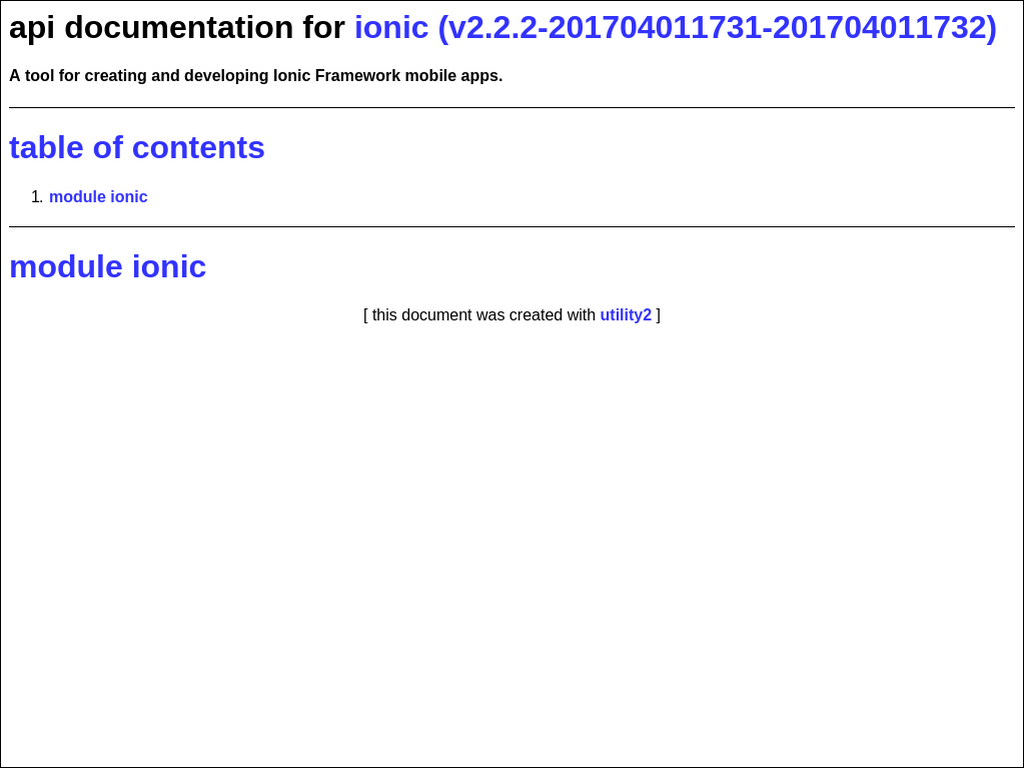 api documentation for ionic (v2.2.2-201704011731-201704011732)
A tool for creating and developing Ionic Framework mobile apps.
table of contents
1. module ionic
module ionic
[ this document was created with utility2 ]